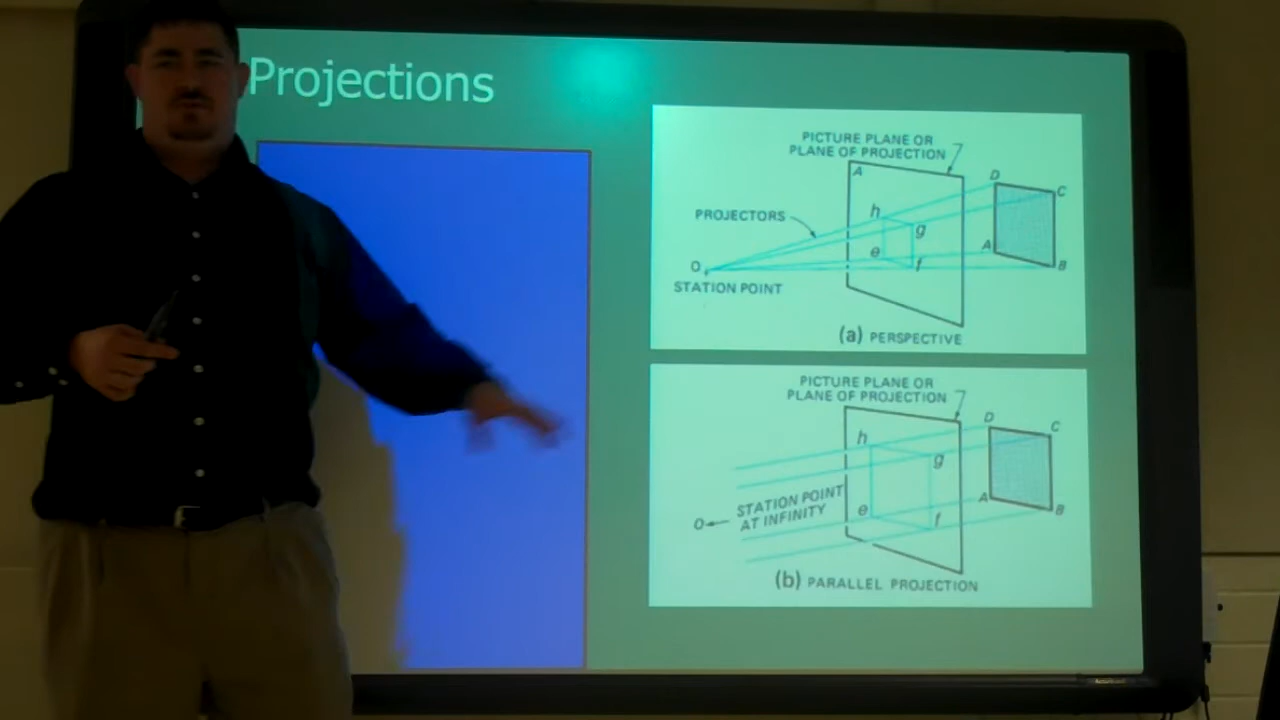 Projections
PICTURE PLANE OR
PLANE OF PROJECTION
A
D
C
h
PROJECTORS
g
e
A
O
f
B
STATION POINT
(a) PERSPECTIVE
PICTURE PLANE OR
PLANE OF PROJECTION
D
C
h
g
STATION POINT
A
e
O
AT INFINITY
f
B
(b) PARALLEL PROJECTION